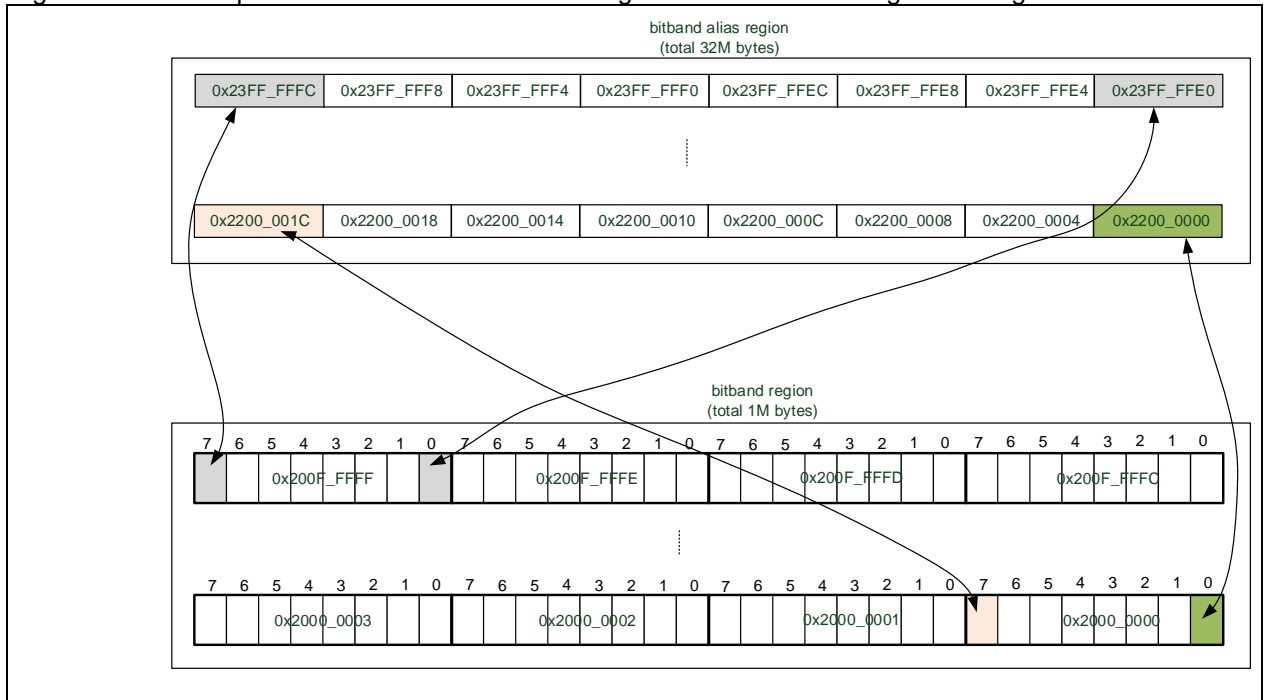 bitband alias region
(total 32M bytes)
0x23FF_FFFC 0x23FF_FFF8 0x23FF_FFF4 0x23FF_FFF0 0x23FF_FFEC 0x23FF_FFE8 0x23FF_FFE4 0x23FF_FFE0
0x2200_001C 0x2200_0018 0x2200_0014 0x2200_0010 0x2200_000C 0x2200_0008 0x2200_0004 0x2200_0000
bitband region
(total 1M bytes)
7 6 5 4 3 2 1 0 7 6 5 4 3 2 1 0 7 6 5 4 3 2 1 0 7 6 5 4 3 2 1 0
0x200F_FFFF 0x200F_FFFE 0x200F_FFFD 0x200F_FFFC
7 6 5 4 3 2 1 0 7 6 5 4 3 2 1 0 7 6 5 4 3 2 1 0 7 6 5 4 3 2 1 0
0x2000_0003 0x2000_0002 0x2000_0001 0x2000_0000